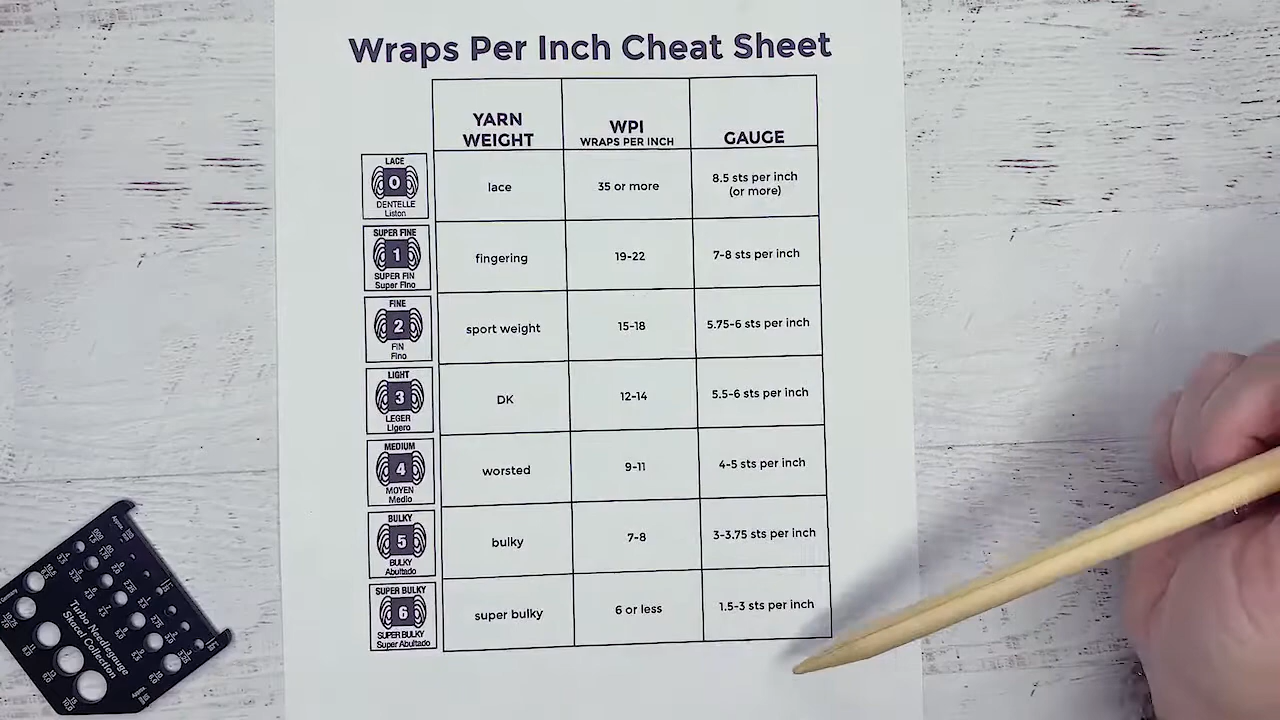 Wraps Per Inch Cheat Sheet
YARN
WEIGHT
WPI
WRAPS PER INCH
GAUGE
LACE
0
DENTELLE
Liston
lace
35 or more
8.5 sts per inch
(or more)
SUPER FINE
1
SUPER FIN
Super Fino
fingering
19-22
7-8 sts per inch
FINE
2
FIN
Fino
sport weight
15-18
5.75-6 sts per inch
LIGHT
3
LEGER
Ligero
DK
12-14
5.5-6 sts per inch
MEDIUM
4
MOYEN
Medio
worsted
9-11
4-5 sts per inch
BULKY
5
BULKY
Abultado
bulky
7-8
3-3.75 sts per inch
SUPER BULKY
6
SUPER BULKY
Super Abultado
super bulky
6 or less
1.5-3 sts per inch
Turbo Needlegauge
Skacel Collection